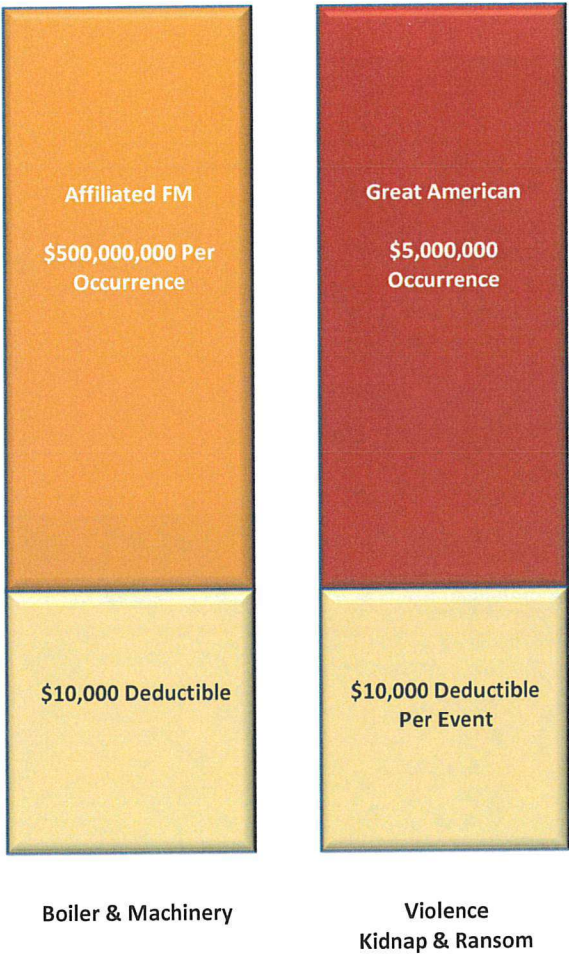 Affiliated FM
$500,000,000 Per
Occurrence
$10,000 Deductible
Boiler & Machinery
Great American
$5,000,000
Occurrence
$10,000 Deductible
Per Event
Violence
Kidnap & Ransom